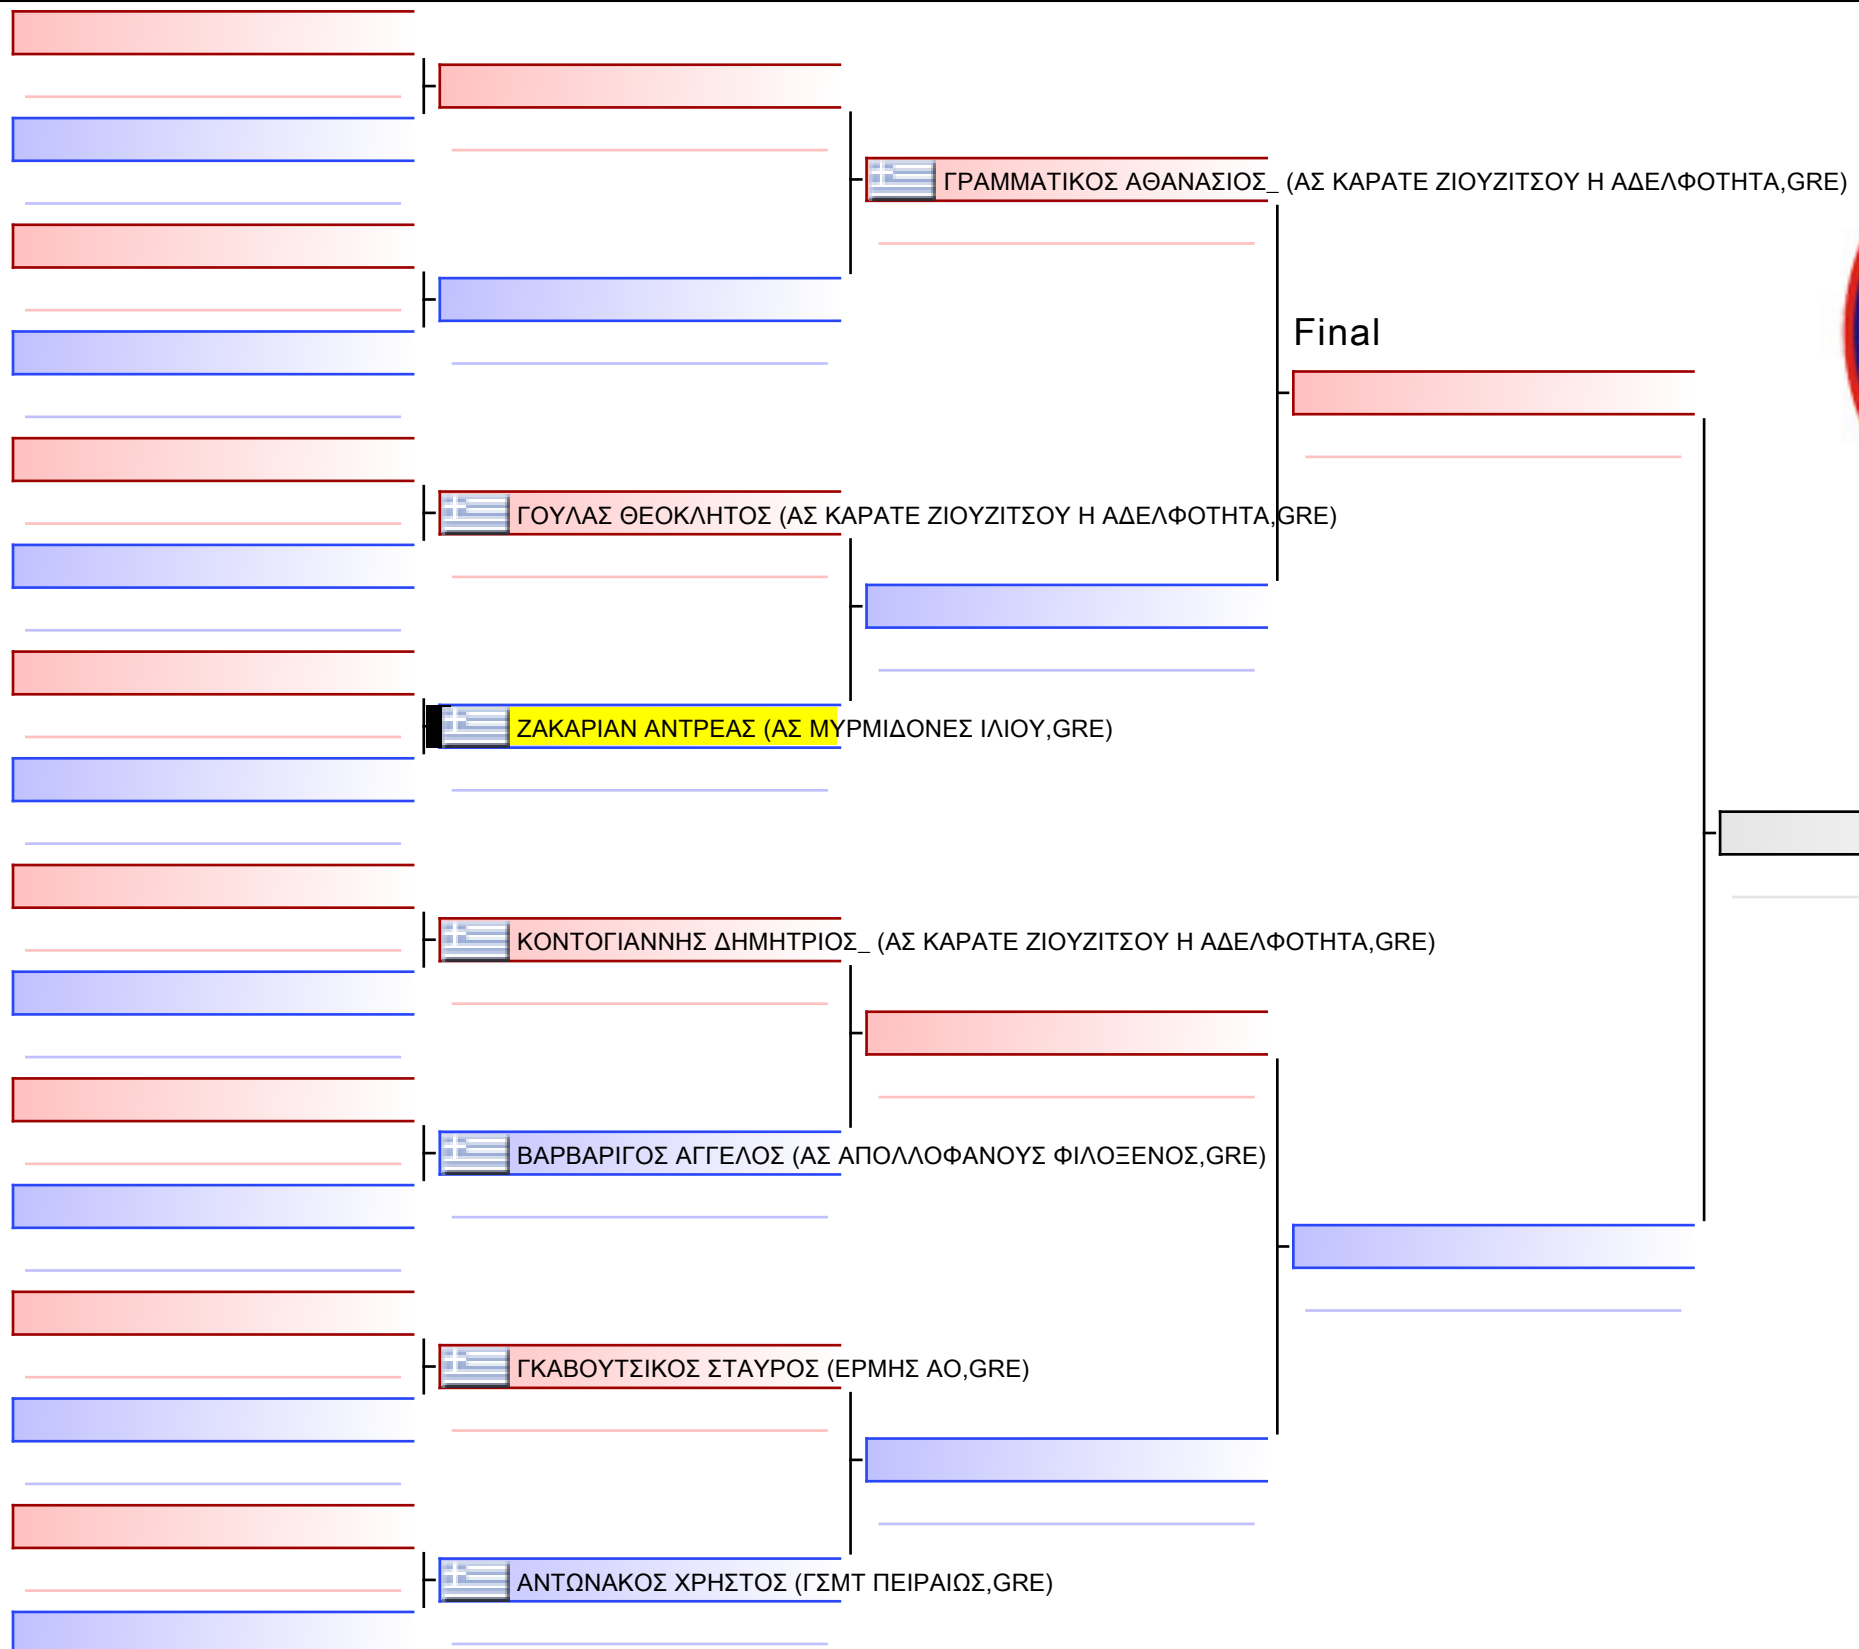 ΓΡΑΜΜΑΤΙΚΟΣ ΑΘΑΝΑΣΙΟΣ_ (ΑΣ ΚΑΡΑΤΕ ΖΙΟΥΖΙΤΣΟΥ Η ΑΔΕΛΦΟΤΗΤΑ,GRE)
Final
ΓΟΥΛΑΣ ΘΕΟΚΛΗΤΟΣ (ΑΣ ΚΑΡΑΤΕ ΖΙΟΥΖΙΤΣΟΥ Η ΑΔΕΛΦΟΤΗΤΑ,GRE)
ΖΑΚΑΡΙΑΝ ΑΝΤΡΕΑΣ (ΑΣ ΜΥΡΜΙΔΟΝΕΣ ΙΛΙΟΥ,GRE)
ΚΟΝΤΟΓΙΑΝΝΗΣ ΔΗΜΗΤΡΙΟΣ_ (ΑΣ ΚΑΡΑΤΕ ΖΙΟΥΖΙΤΣΟΥ Η ΑΔΕΛΦΟΤΗΤΑ,GRE)
ΒΑΡΒΑΡΙΓΟΣ ΑΓΓΕΛΟΣ (ΑΣ ΑΠΟΛΛΟΦΑΝΟΥΣ ΦΙΛΟΞΕΝΟΣ,GRE)
ΓΚΑΒΟΥΤΣΙΚΟΣ ΣΤΑΥΡΟΣ (ΕΡΜΗΣ ΑΟ,GRE)
ΑΝΤΩΝΑΚΟΣ ΧΡΗΣΤΟΣ (ΓΣΜΤ ΠΕΙΡΑΙΩΣ,GRE)